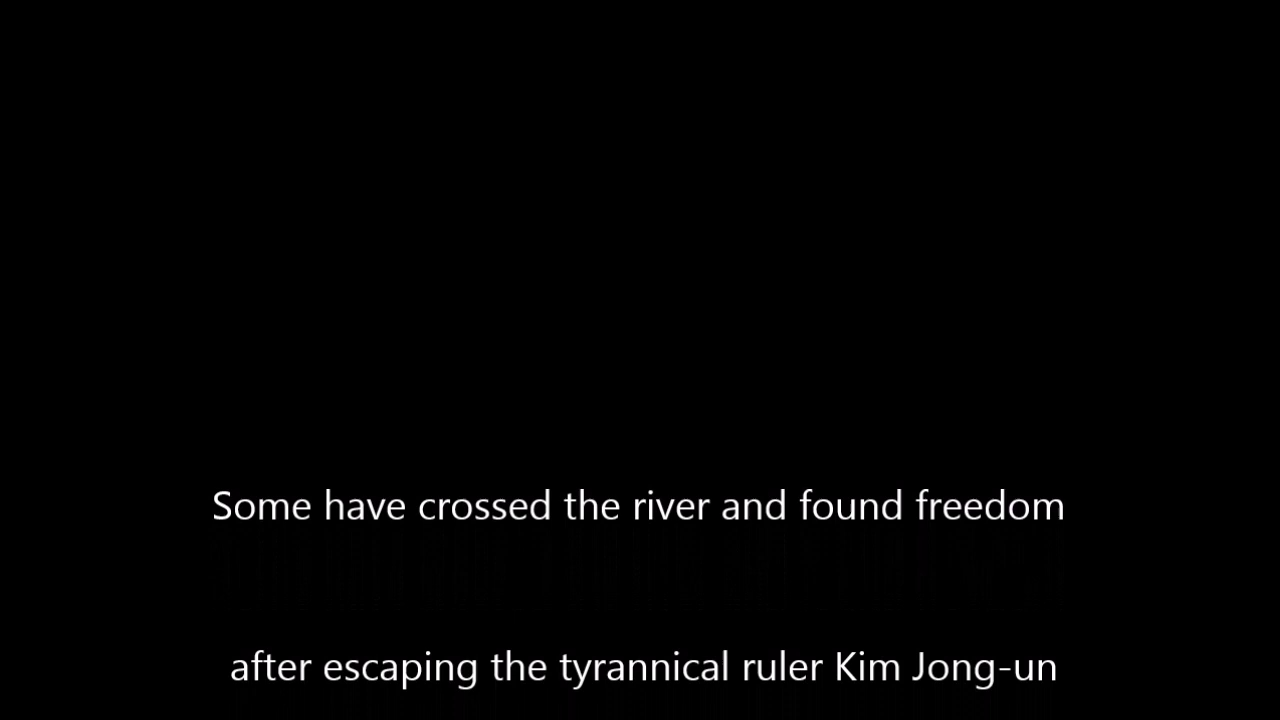 Some have crossed the river and found freedom
after escaping the tyrannical ruler Kim Jong-un